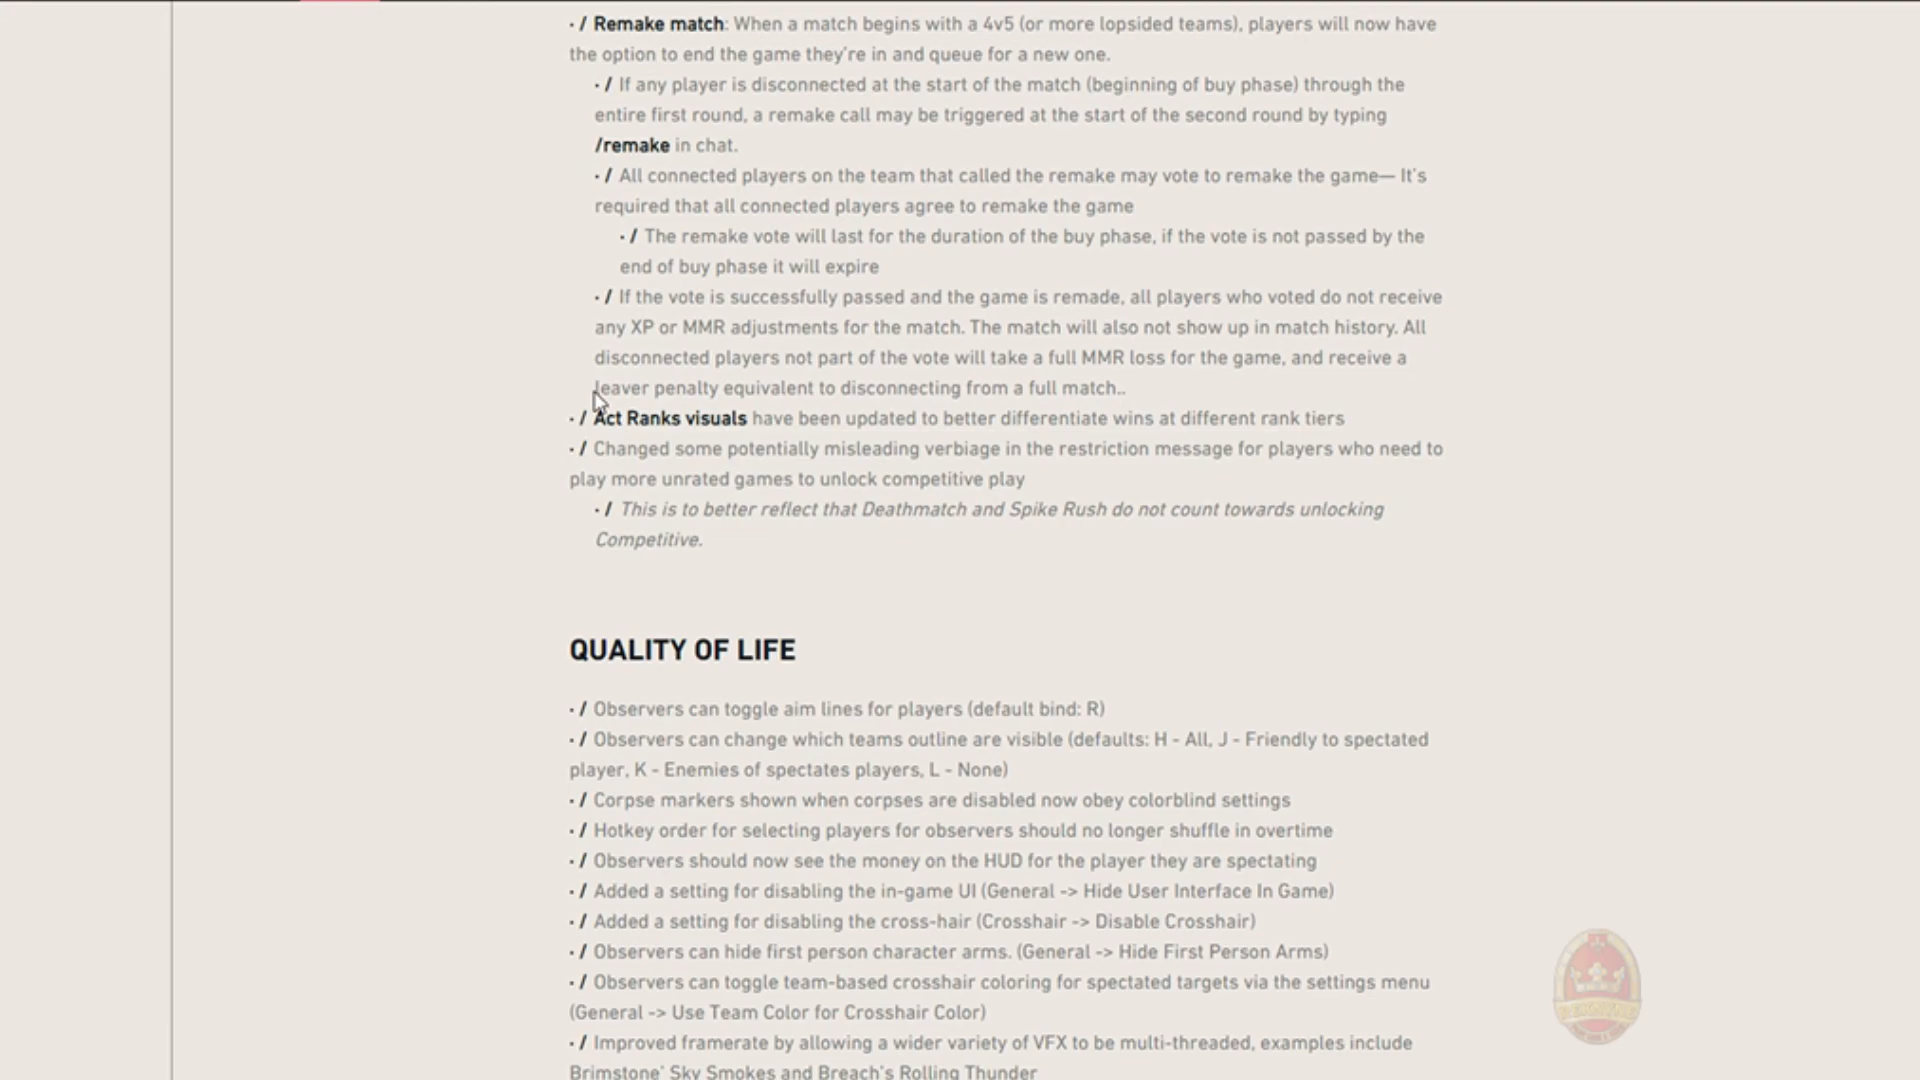 · / Remake match: When a match begins with a 4v5 (or more lopsided teams), players will now have
the option to end the game they're in and queue for a new one.
· / If any player is disconnected at the start of the match (beginning of buy phase) through the
entire first round, a remake call may be triggered at the start of the second round by typing
/remake in chat.
· / All connected players on the team that called the remake may vote to remake the game— It's
required that all connected players agree to remake the game
· / The remake vote will last for the duration of the buy phase, if the vote is not passed by the
end of buy phase it will expire
· / If the vote is successfully passed and the game is remade, all players who voted do not receive
any XP or MMR adjustments for the match. The match will also not show up in match history. All
disconnected players not part of the vote will take a full MMR loss for the game, and receive a
leaver penalty equivalent to disconnecting from a full match..
· / Act Ranks visuals have been updated to better differentiate wins at different rank tiers
· / Changed some potentially misleading verbiage in the restriction message for players who need to
play more unrated games to unlock competitive play
· / This is to better reflect that Deathmatch and Spike Rush do not count towards unlocking
Competitive.
QUALITY OF LIFE
· / Observers can toggle aim lines for players (default bind: R)
· / Observers can change which teams outline are visible (defaults: H - All, J - Friendly to spectated
player, K - Enemies of spectates players, L - None)
· / Corpse markers shown when corpses are disabled now obey colorblind settings
· / Hotkey order for selecting players for observers should no longer shuffle in overtime
· / Observers should now see the money on the HUD for the player they are spectating
· / Added a setting for disabling the in-game UI (General -> Hide User Interface In Game)
· / Added a setting for disabling the cross-hair (Crosshair -> Disable Crosshair)
· / Observers can hide first person character arms. (General -> Hide First Person Arms)
· / Observers can toggle team-based crosshair coloring for spectated targets via the settings menu
(General -> Use Team Color for Crosshair Color)
· / Improved framerate by allowing a wider variety of VFX to be multi-threaded, examples include
Brimstone' Sky Smokes and Breach's Rolling Thunder